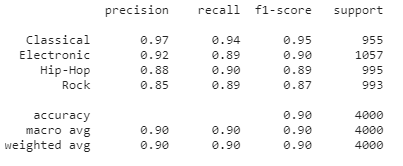 precision recall f1-score support
Classical 0.97 0.94 0.95 955
Electronic 0.92 0.89 0.90 1057
Hip-Hop 0.88 0.90 0.89 995
Rock 0.85 0.89 0.87 993
accuracy 0.90 4000
macro avg 0.90 0.90 0.90 4000
weighted avg 0.90 0.90 0.90 4000